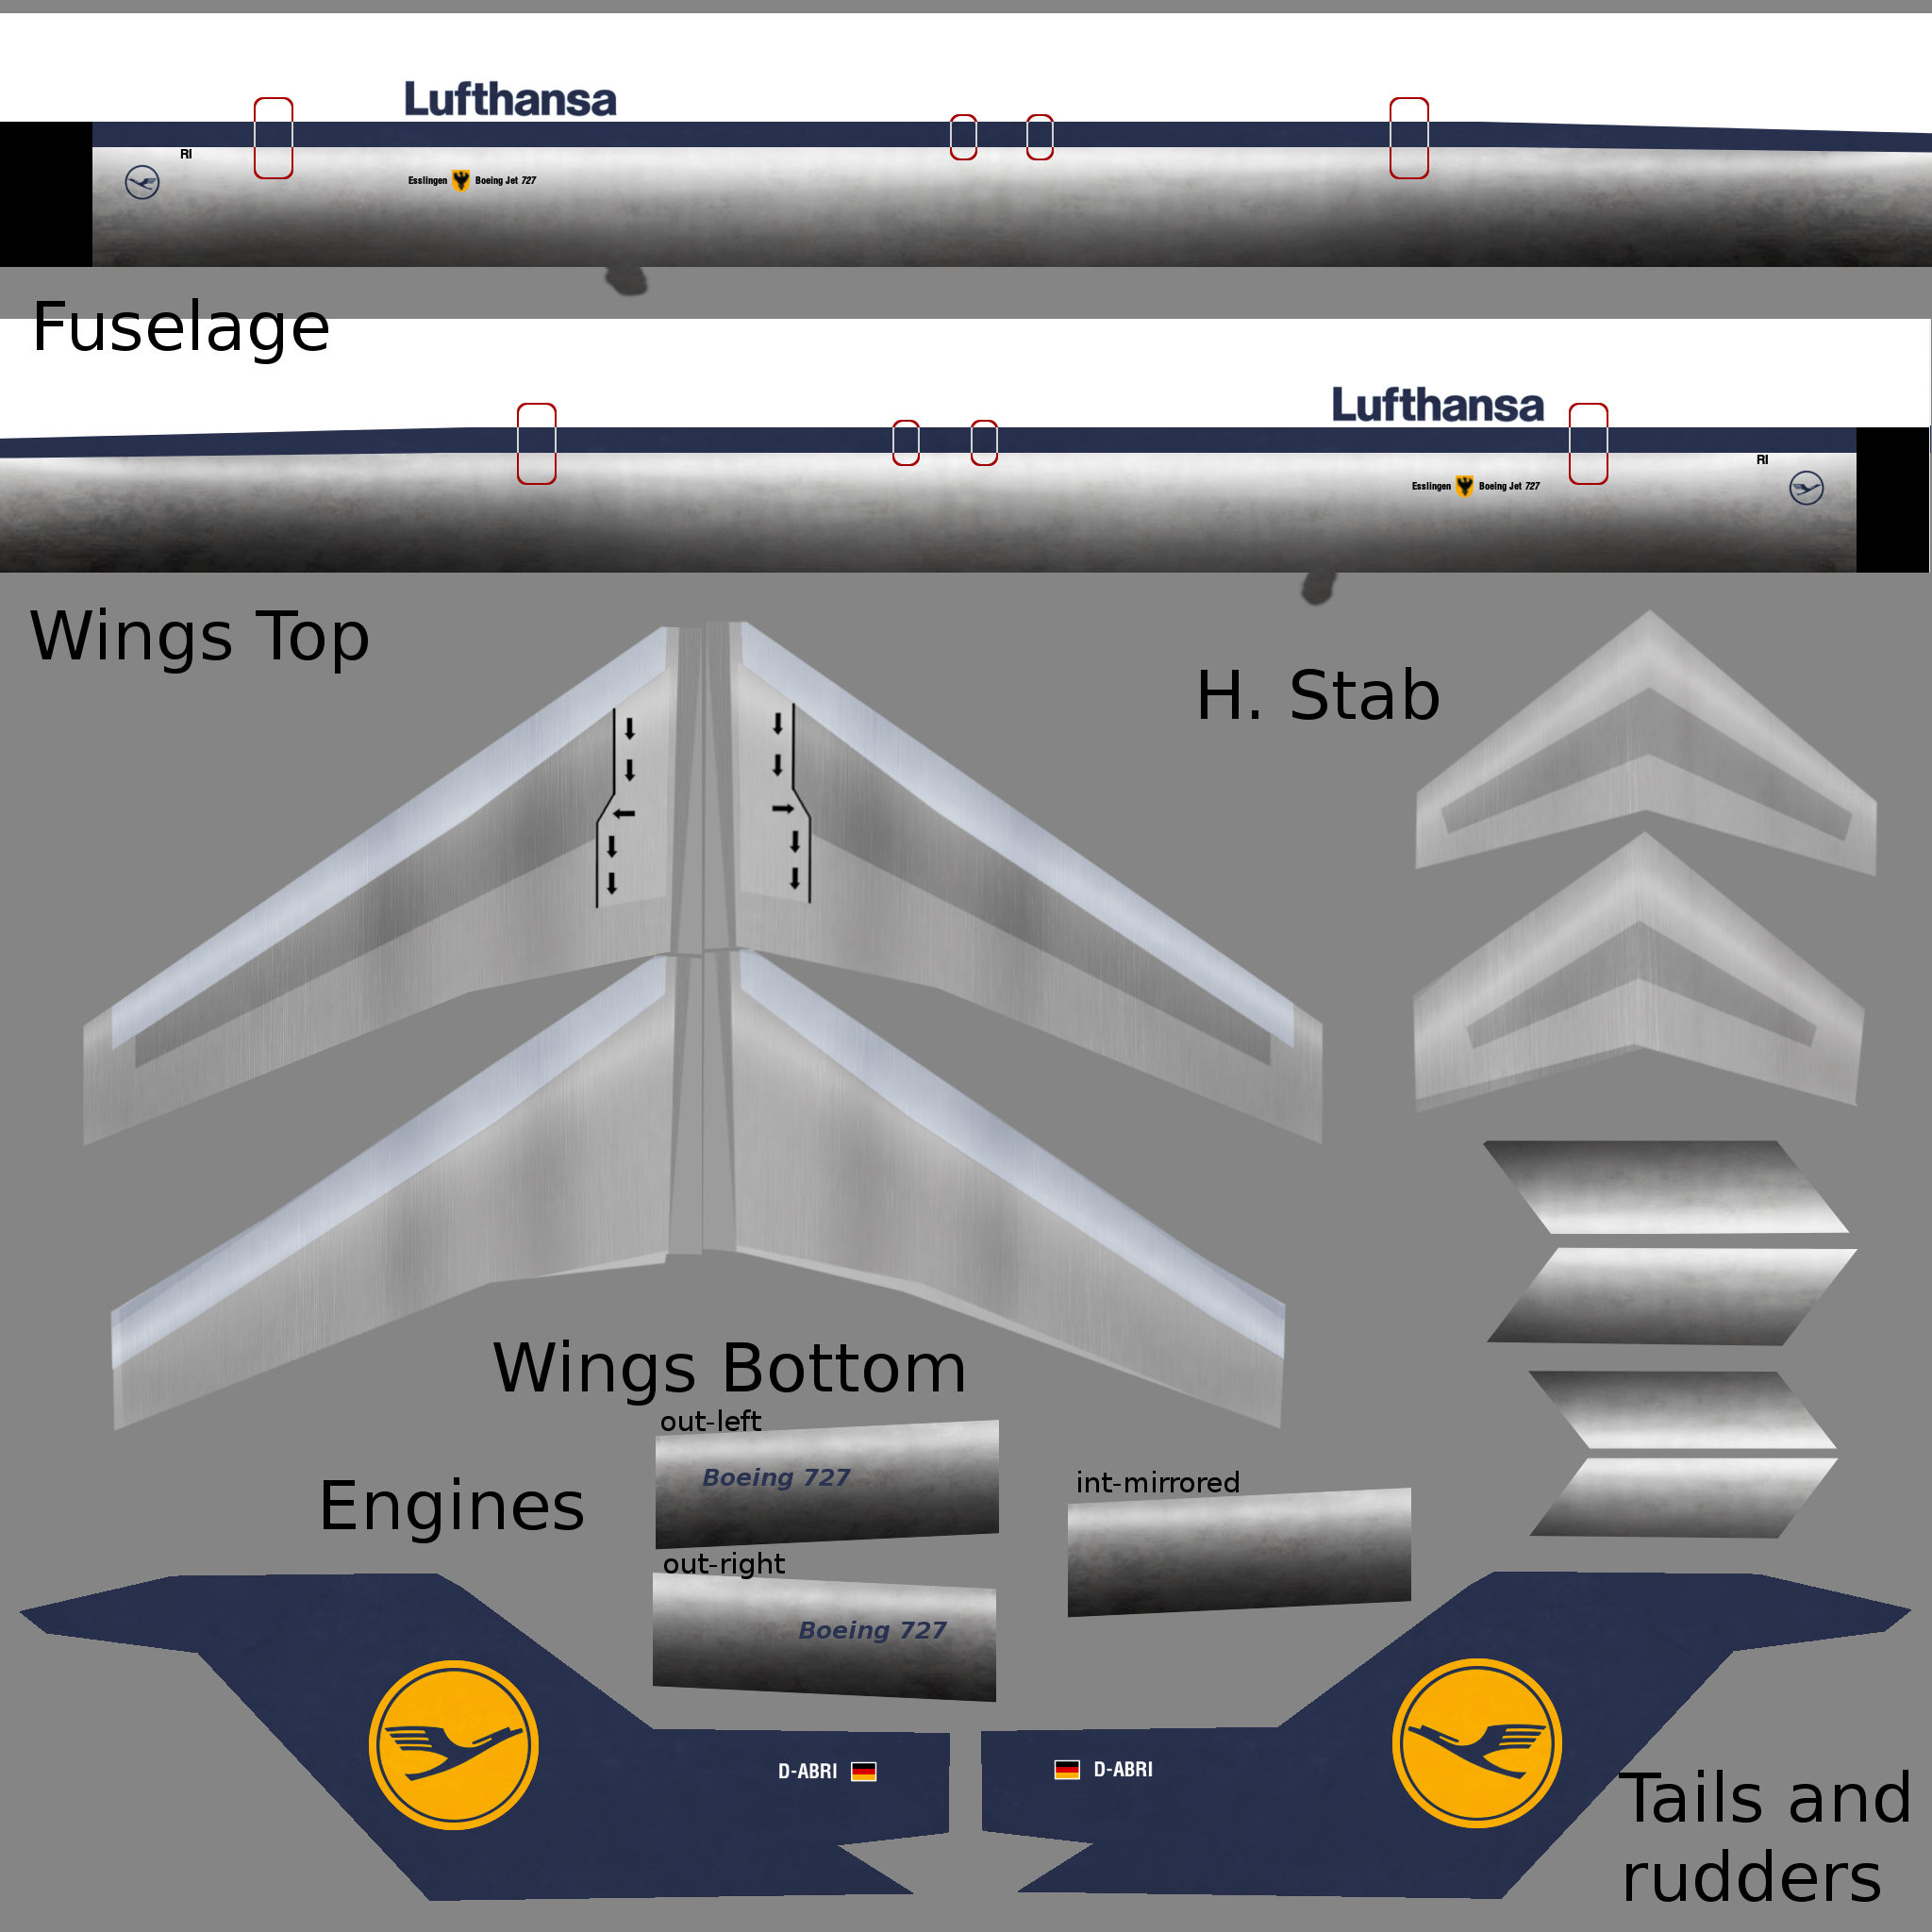 Lufthansa
RI
Esslingen Boeing Jet 727
Fuselage
Lufthansa
RI
Esslingen Boeing Jet 727
Wings Top
H. Stab
Wings Bottom
out-left
Boeing 727
int-mirrored
Engines
out-right
Boeing 727
D-ABRI
D-ABRI
Tails and
rudders